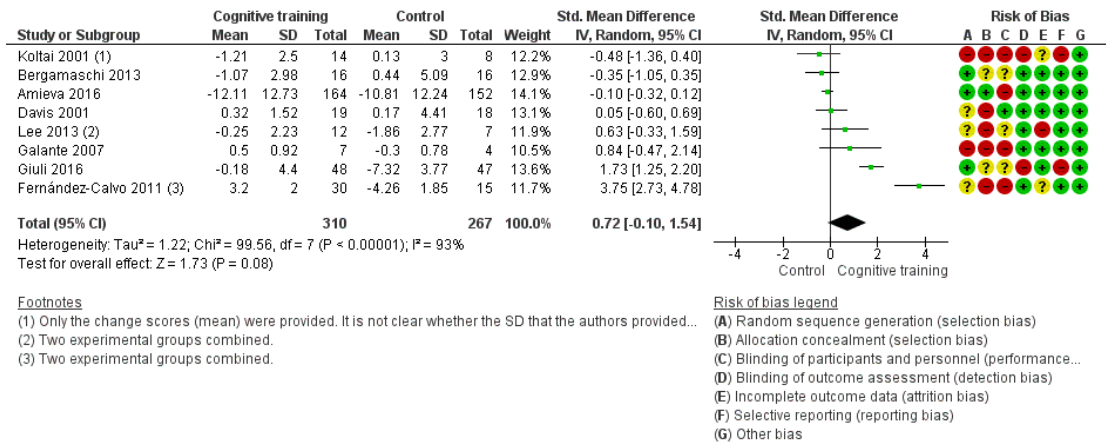 Cognitive training Control Std. Mean Difference Std. Mean Difference Risk of Bias
Study or Subgroup Mean SD Total Mean SD Total Weight IV, Random, 95% CI IV, Random, 95% CI A B C D E F G
Koltai 2001 (1) -1.21 2.5 14 0.13 3 8 12.2% -0.48 [-1.36, 0.40] - - - - ? - +
Bergamaschi 2013 -1.07 2.98 16 0.44 5.09 16 12.9% -0.35 [-1.05, 0.35] + ? ? + + + +
Amieva 2016 -12.11 12.73 164 -10.81 12.24 152 14.1% -0.10 [-0.32, 0.12] + + - + + + +
Davis 2001 0.32 1.52 19 0.17 4.41 18 13.1% 0.05 [-0.60, 0.69] ? - + + + + +
Lee 2013 (2) -0.25 2.23 12 -1.86 2.77 7 11.9% 0.63 [-0.33, 1.59] ? - ? + - + +
Galante 2007 0.5 0.92 7 -0.3 0.78 4 10.3% 0.84 [-0.47, 2.14] - - - + + + +
Giuli 2016 -0.18 4.4 48 -7.32 3.77 47 13.8% 1.73 [1.25, 2.20] + ? ? - + - +
Fernández-Calvo 2011 (3) 3.2 2 30 -4.26 1.85 15 11.7% 3.75 [2.73, 4.78] ? - - + ? + +
Total (95% CI) 310 267 100.0% 0.72 [-0.10, 1.54]
Heterogeneity: Tau² = 1.22; Chi² = 99.56, df = 7 (P < 0.00001); I² = 93%
Test for overall effect: Z = 1.73 (P = 0.08)
-4 -2 0 2 4
Control Cognitive training
Footnotes
(1) Only the change scores (mean) were provided. It is not clear whether the SD that the authors provided...
(2) Two experimental groups combined.
(3) Two experimental groups combined.
Risk of bias legend
(A) Random sequence generation (selection bias)
(B) Allocation concealment (selection bias)
(C) Blinding of participants and personnel (performance...
(D) Blinding of outcome assessment (detection bias)
(E) Incomplete outcome data (attrition bias)
(F) Selective reporting (reporting bias)
(G) Other bias